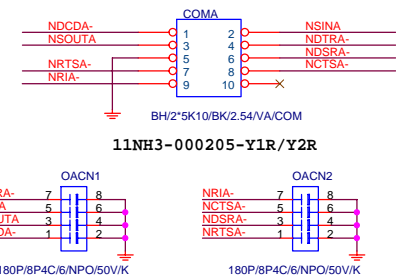 COMA
NDCDA- 1 2 NSINA
NSOUTA 3 4 NDTRA-
5 6 NDSRA-
NRTSA- 7 8 NCTSA-
NRIA- 9 10
BH/2*5K10/BK/2.54/VA/COM
11NH3-000205-Y1R/Y2R
OACN1
RA- 7 8
A 5 6
UTA 3 4
DA- 1 2
180P/8P4C/6/NPO/50V/K
OACN2
NRIA- 7 8
NCTSA- 5 6
NDSRA- 3 4
NRTSA- 1 2
180P/8P4C/6/NPO/50V/K